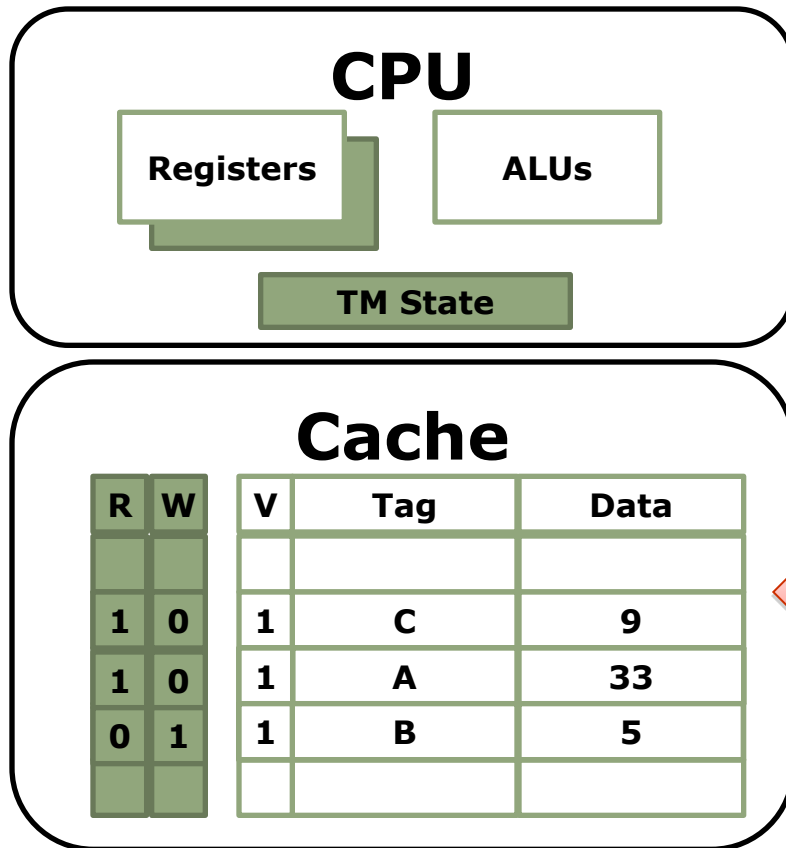 CPU
Registers ALUs
TM State
Cache
R W V Tag Data
1 0 1 C 9
1 0 1 A 33
0 1 1 B 5